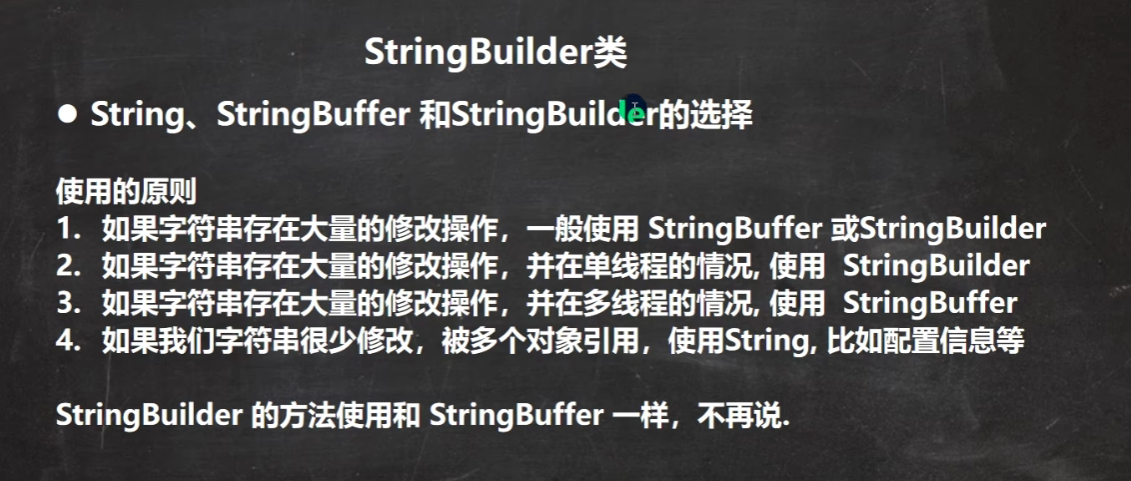 StringBuilder类
● String、StringBuffer 和StringBuilder的选择
使用的原则
1. 如果字符串存在大量的修改操作，一般使用 StringBuffer 或StringBuilder
2. 如果字符串存在大量的修改操作，并在单线程的情况, 使用 StringBuilder
3. 如果字符串存在大量的修改操作，并在多线程的情况, 使用 StringBuffer
4. 如果我们字符串很少修改，被多个对象引用，使用String, 比如配置信息等
StringBuilder 的方法使用和 StringBuffer 一样，不再说.